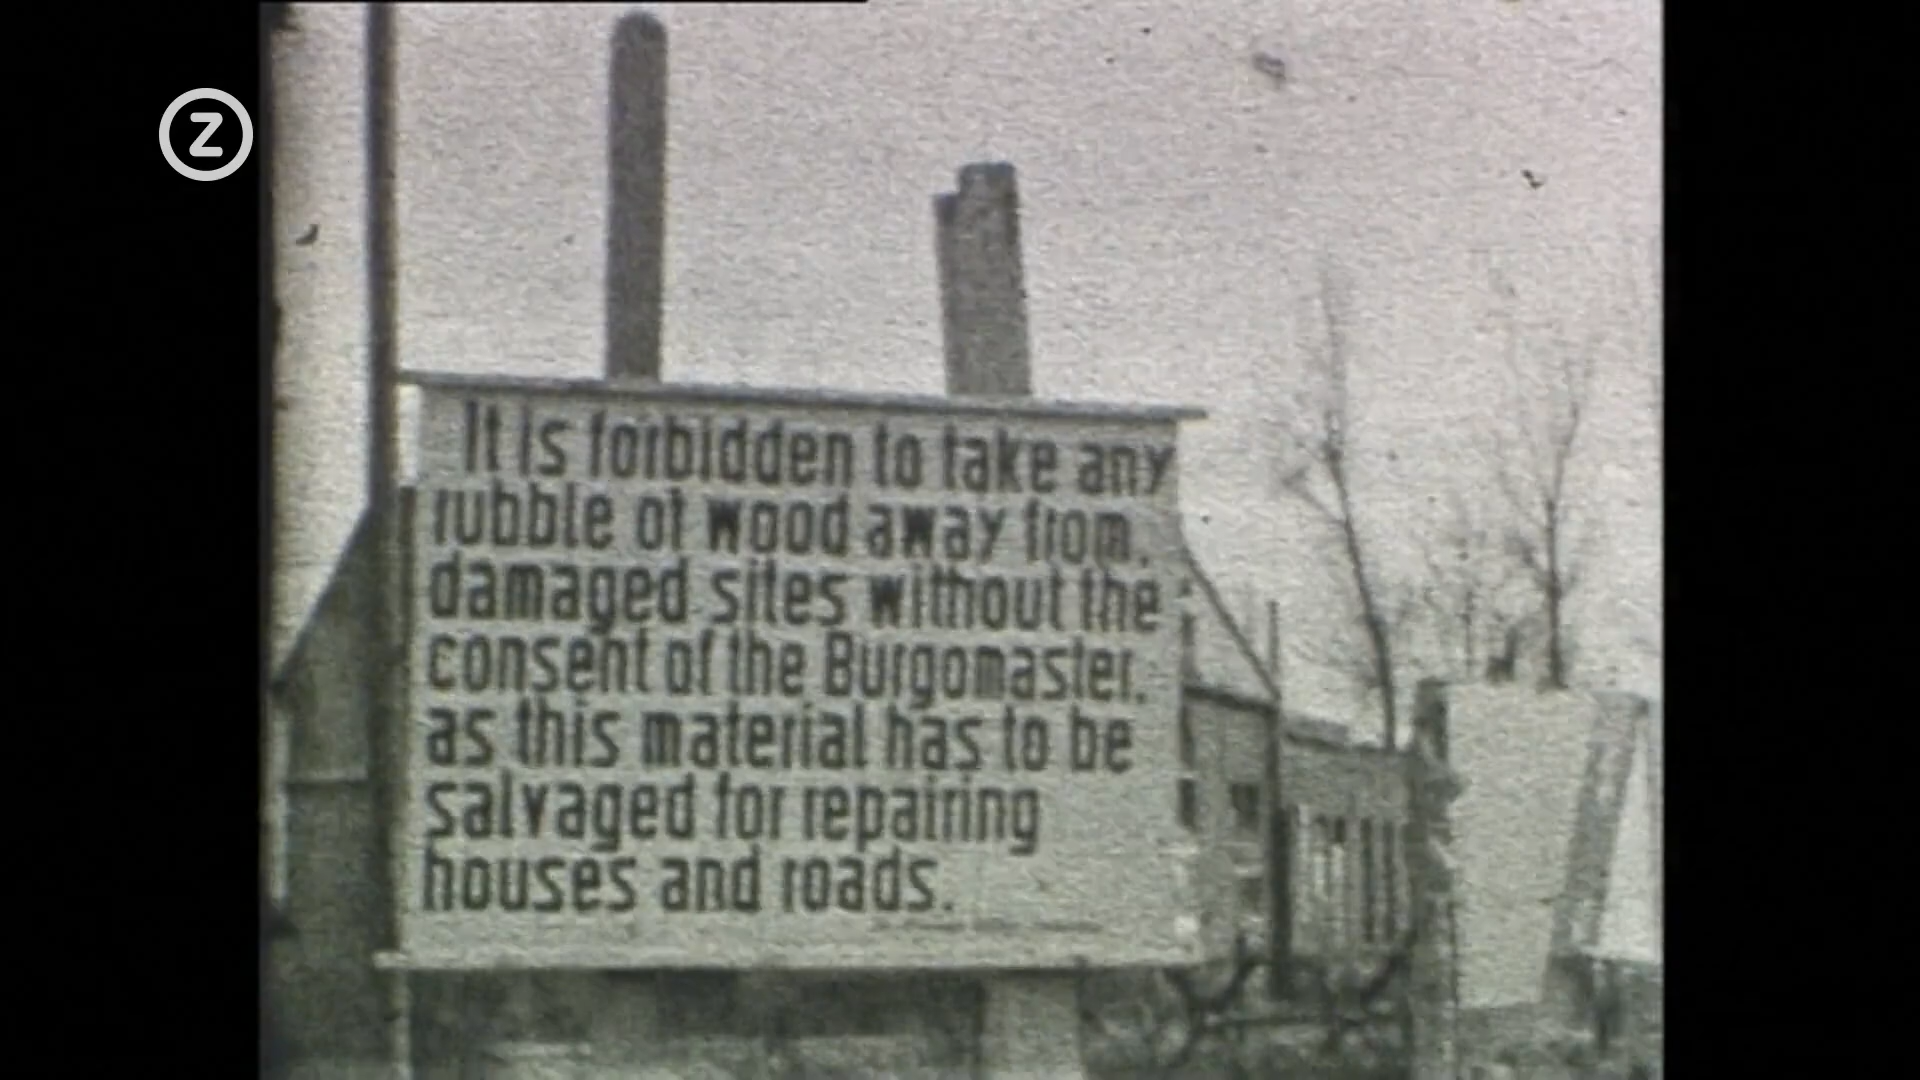 Z
It is forbidden to take any
rubble of wood away from.
damaged sites without the
consent of the Burgomaster.
as this material has to be
salvaged for repairing
houses and roads.